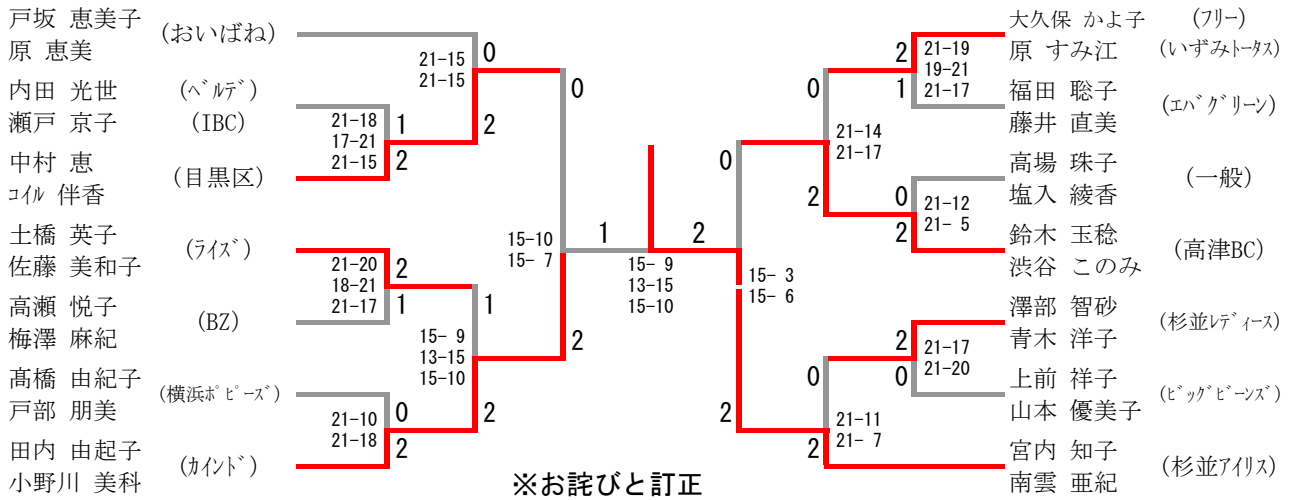 戸坂 恵美子
原 恵美
(おいばね)
内田 光世
瀬戸 京子
(ベルデ)
(IBC)
中村 恵
コイル 伴香
(目黒区)
土橋 英子
佐藤 美和子
(ライズ)
高瀬 悦子
梅澤 麻紀
(BZ)
髙橋 由紀子
戸部 朋美
(横浜ポピーズ)
田内 由起子
小野川 美科
(カインド)
21-15
21-15
0
2
21-18
17-21
21-15
1
2
21-20
18-21
21-17
2
1
21-10
21-18
0
2
15- 9
13-15
15-10
1
2
15-10
15- 7
0
2
1
2
15- 9
13-15
15-10
15- 3
15- 6
0
2
21-14
21-17
0
2
21-19
19-21
21-17
2
1
21-12
21- 5
0
2
21-17
21-20
2
0
21-11
21- 7
0
2
大久保 かよ子
原 すみ江
(フリー)
(いずみトータス)
福田 聡子
藤井 直美
(エバグリーン)
高場 珠子
塩入 綾香
(一般)
鈴木 玉稔
渋谷 このみ
(高津BC)
澤部 智砂
青木 洋子
(杉並レディース)
上前 祥子
山本 優美子
(ビッグビーンズ)
宮内 知子
南雲 亜紀
(杉並アイリス)
※お詫びと訂正